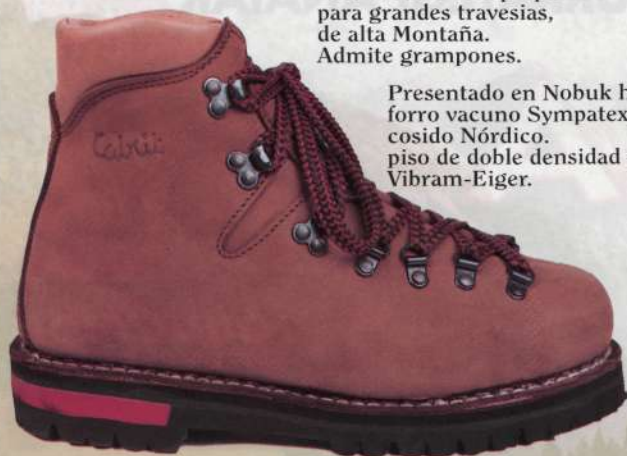 para grandes travesias,
de alta Montaña.
Admite grampones.
Presentado en Nobuk
forro vacuno Sympatex
cosido Nórdico.
piso de doble densidad
Vibram-Eiger.